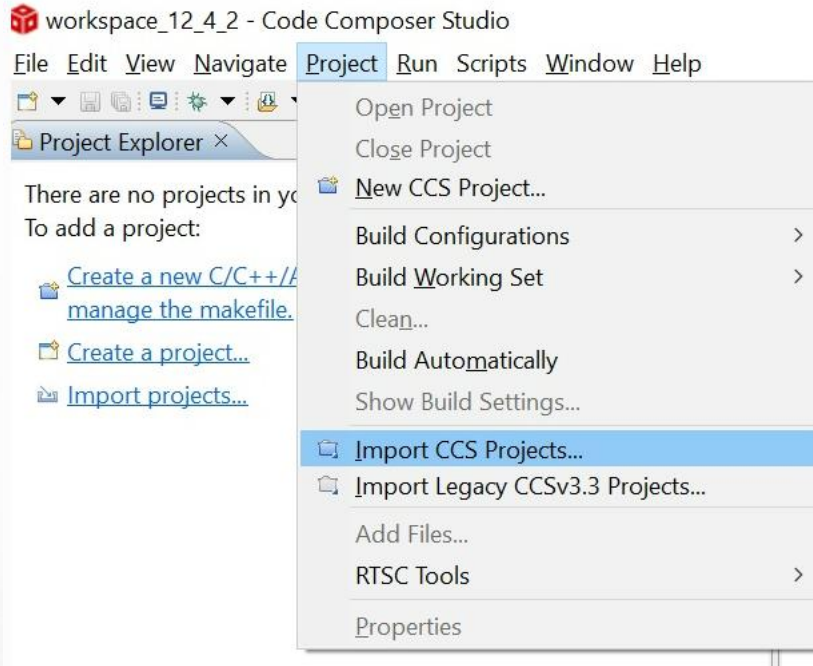 workspace_12_4_2 - Code Composer Studio
File Edit View Navigate Project Run Scripts Window Help
Project Explorer
There are no projects in yo
To add a project:
Create a new C/C++/A
manage the makefile.
Create a project...
Import projects...
Open Project
Close Project
New CCS Project...
Build Configurations
Build Working Set
Clean...
Build Automatically
Show Build Settings...
Import CCS Projects...
Import Legacy CCSv3.3 Projects...
Add Files...
RTSC Tools
Properties